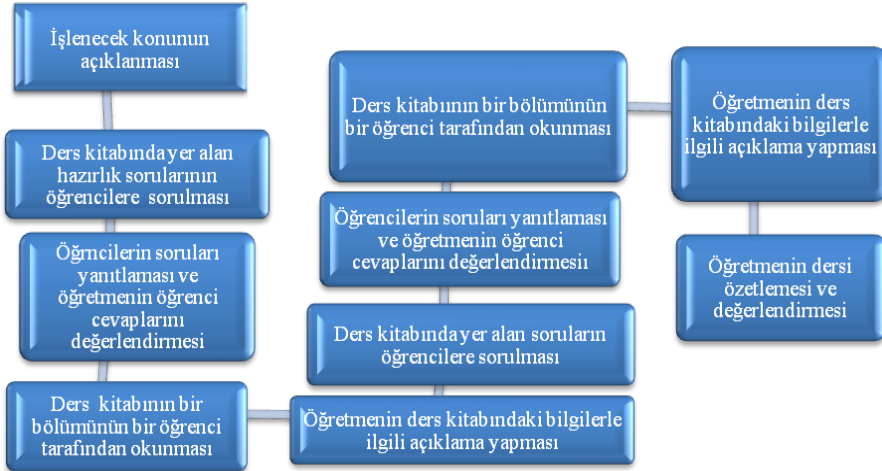 İşlenecek konunun
açıklanması
Ders kitabında yer alan
hazırlık sorularının
öğrencilere sorulması
Öğrncilerin soruları
yanıtlaması ve
öğretmenin öğrenci
cevaplarını
değerlendirmesi
Ders kitabının bir
bölümünün bir öğrenci
tarafından okunması
Öğretmenin ders kitabındaki bilgilerle
ilgili açıklama yapması
Ders kitabında yer alan soruların
öğrencilere sorulması
Öğrencilerin soruları yanıtlaması
ve öğretmenin öğrenci
cevaplarını değerlendirmesiı
Ders kitabıının bir bölümünün
bir öğrenci tarafından okunması
Öğretmenin ders
kitabındaki bilgilerle
ilgili açıklama yapması
Öğretmenin dersi
özetlemesi ve
değerlendirmesi